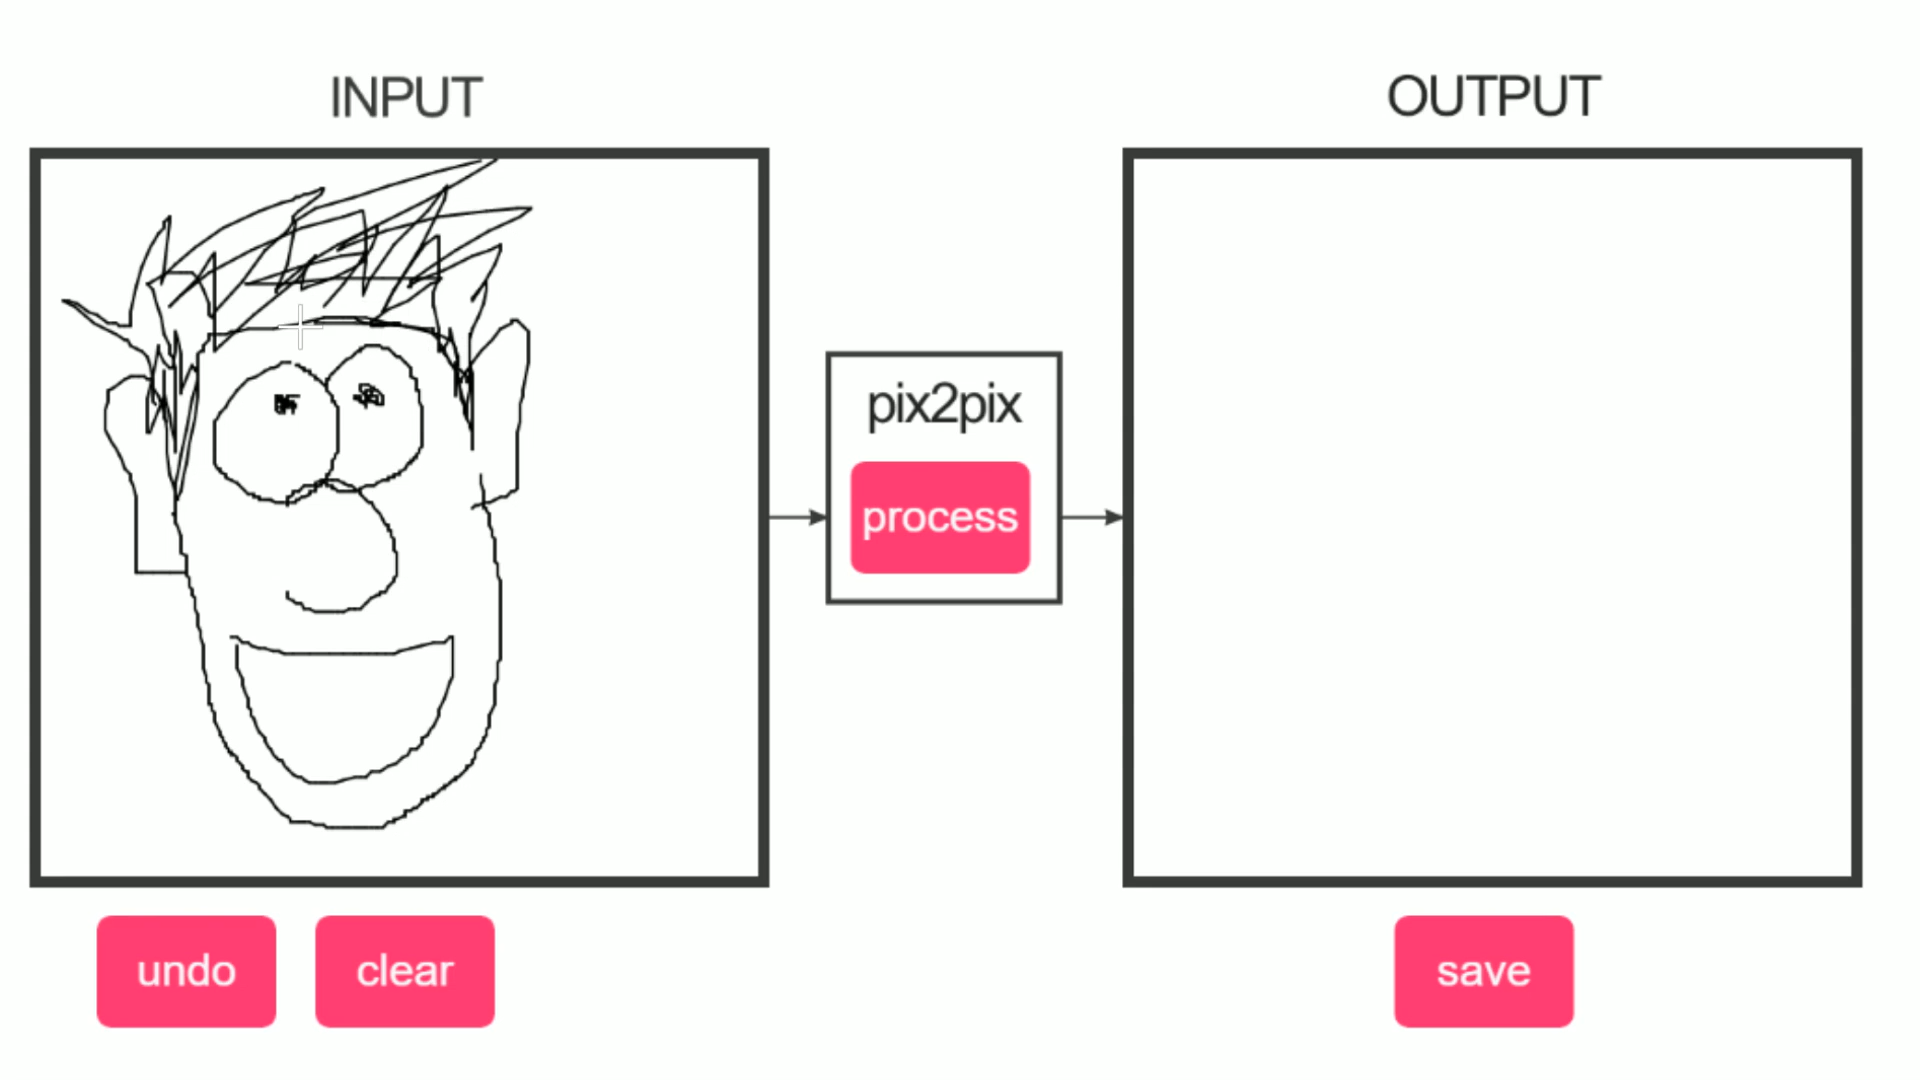 INPUT
OUTPUT
pix2pix
process
undo
clear
save